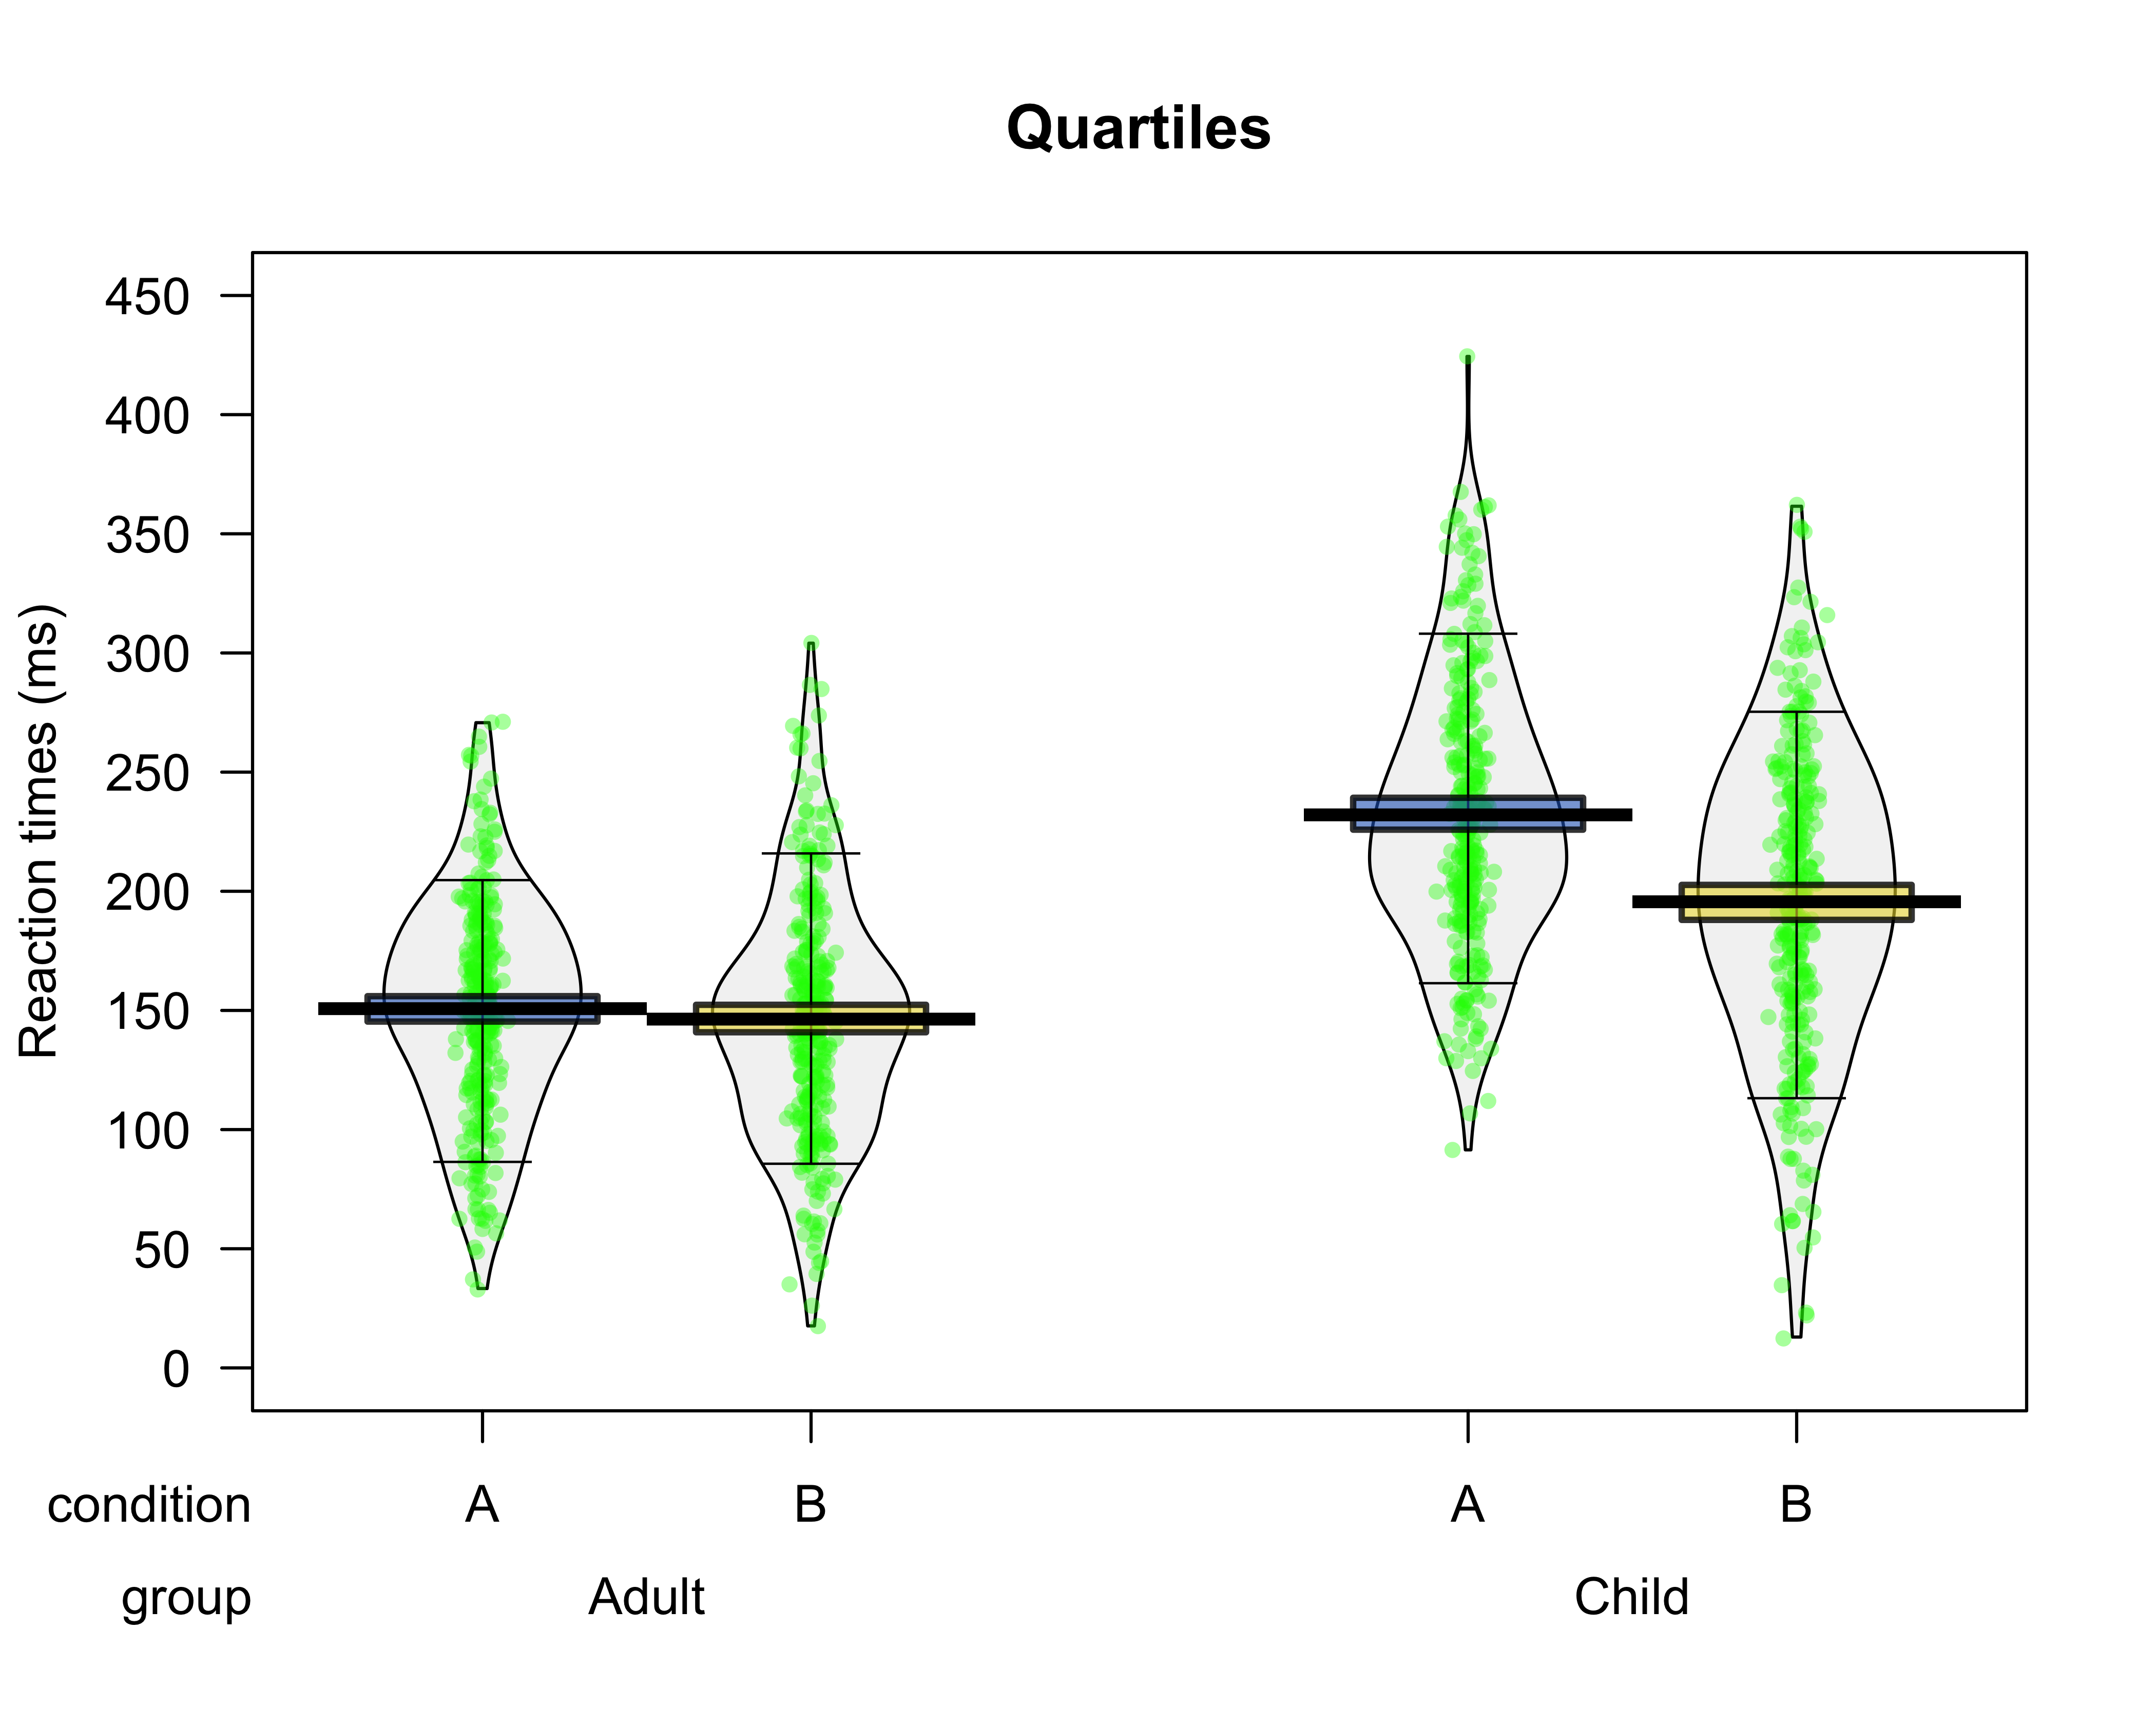 Quartiles
Reaction times (ms)
450
400
350
300
250
200
150
100
50
0
condition A B A B
group Adult Child